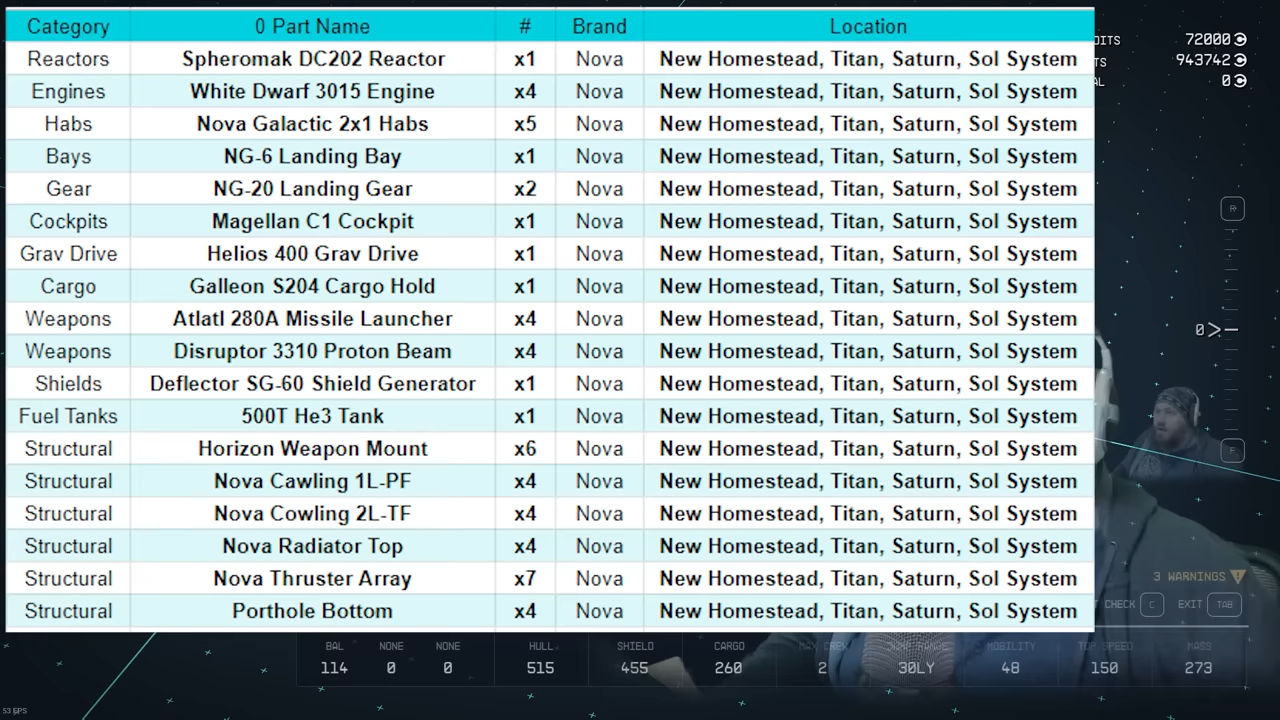 Category 0 Part Name # Brand Location
Reactors Spheromak DC202 Reactor x1 Nova New Homestead, Titan, Saturn, Sol System
Engines White Dwarf 3015 Engine x4 Nova New Homestead, Titan, Saturn, Sol System
Habs Nova Galactic 2x1 Habs x5 Nova New Homestead, Titan, Saturn, Sol System
Bays NG-6 Landing Bay x1 Nova New Homestead, Titan, Saturn, Sol System
Gear NG-20 Landing Gear x2 Nova New Homestead, Titan, Saturn, Sol System
Cockpits Magellan C1 Cockpit x1 Nova New Homestead, Titan, Saturn, Sol System
Grav Drive Helios 400 Grav Drive x1 Nova New Homestead, Titan, Saturn, Sol System
Cargo Galleon S204 Cargo Hold x1 Nova New Homestead, Titan, Saturn, Sol System
Weapons Atlatl 280A Missile Launcher x4 Nova New Homestead, Titan, Saturn, Sol System
Weapons Disruptor 3310 Proton Beam x4 Nova New Homestead, Titan, Saturn, Sol System
Shields Deflector SG-60 Shield Generator x1 Nova New Homestead, Titan, Saturn, Sol System
Fuel Tanks 500T He3 Tank x1 Nova New Homestead, Titan, Saturn, Sol System
Structural Horizon Weapon Mount x6 Nova New Homestead, Titan, Saturn, Sol System
Structural Nova Cawling 1L-PF x4 Nova New Homestead, Titan, Saturn, Sol System
Structural Nova Cowling 2L-TF x4 Nova New Homestead, Titan, Saturn, Sol System
Structural Nova Radiator Top x4 Nova New Homestead, Titan, Saturn, Sol System
Structural Nova Thruster Array x7 Nova New Homestead, Titan, Saturn, Sol System
Structural Porthole Bottom x4 Nova New Homestead, Titan, Saturn, Sol System
DITS 72000
TS 943742
AL 0
R
0
F
3 WARNINGS
T CHECK C EXIT TAB
BAL NONE NONE HULL SHIELD CARGO MAX CREW JUMP RANGE MOBILITY TOP SPEED MASS
114 0 0 515 455 260 2 30LY 48 150 273
53 FPS